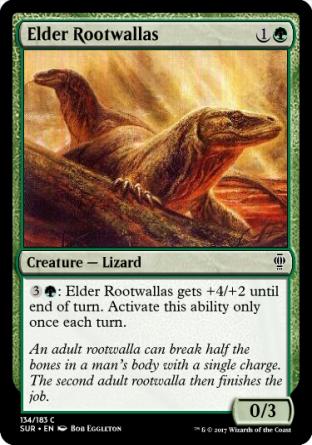 Elder Rootwallas 1
Creature — Lizard
3 : Elder Rootwallas gets +4/+2 until
end of turn. Activate this ability only
once each turn.
An adult rootwalla can break half the
bones in a man's body with a single charge.
The second adult rootwalla then finishes the
job.
0/3
134/183 C
SUR • EN Bob Eggleton
™ & © 2017 Wizards of the Coast